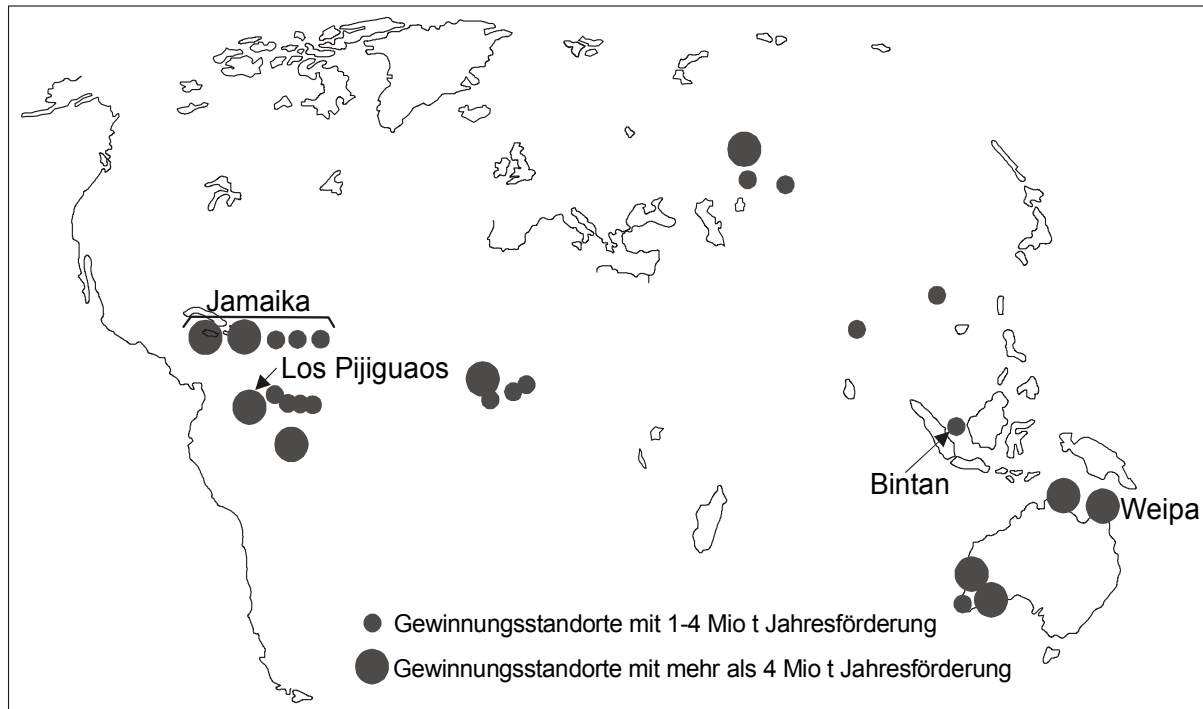 Jamaika
Los Pijiguaos
Bintan
Weipa
Gewinnungsstandorte mit 1-4 Mio t Jahresförderung
Gewinnungsstandorte mit mehr als 4 Mio t Jahresförderung